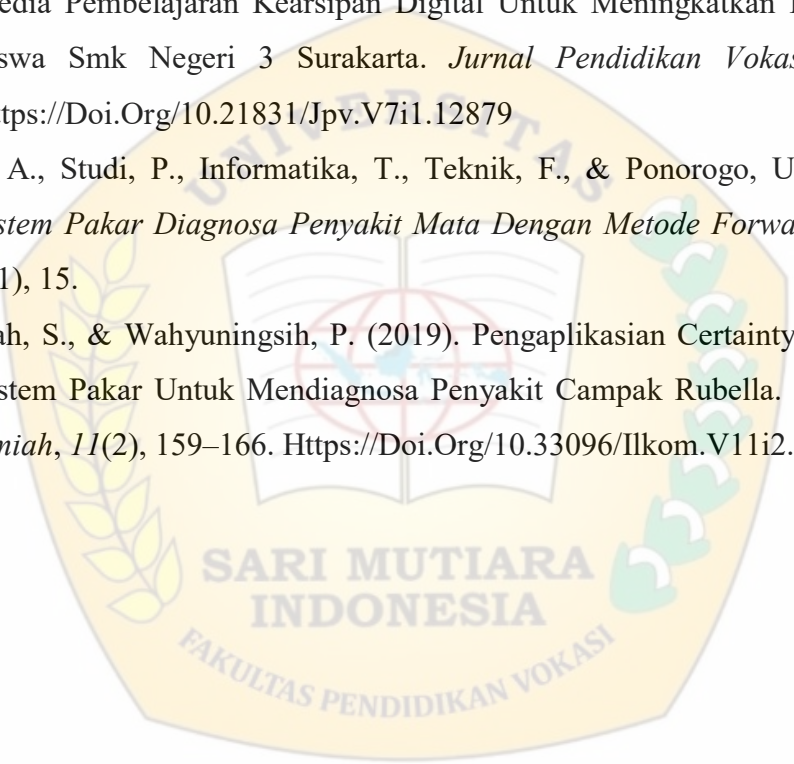 edia Pembelajaran Kearsipan Digital Untuk Meningkatkan
swa Smk Negeri 3 Surakarta. Jurnal Pendidikan Vokas
ttps://Doi.Org/10.21831/Jpv.V7i1.12879
A., Studi, P., Informatika, T., Teknik, F., & Ponorogo, U
stem Pakar Diagnosa Penyakit Mata Dengan Metode Forwa
1), 15.
ah, S., & Wahyuningsih, P. (2019). Pengaplikasian Certainty
stem Pakar Untuk Mendiagnosa Penyakit Campak Rubella.
miah, 11(2), 159–166. Https://Doi.Org/10.33096/Ilkom.V11i2.
UNIVERSITAS
SARI MUTIARA
INDONESIA
FAKULTAS PENDIDIKAN VOKASI